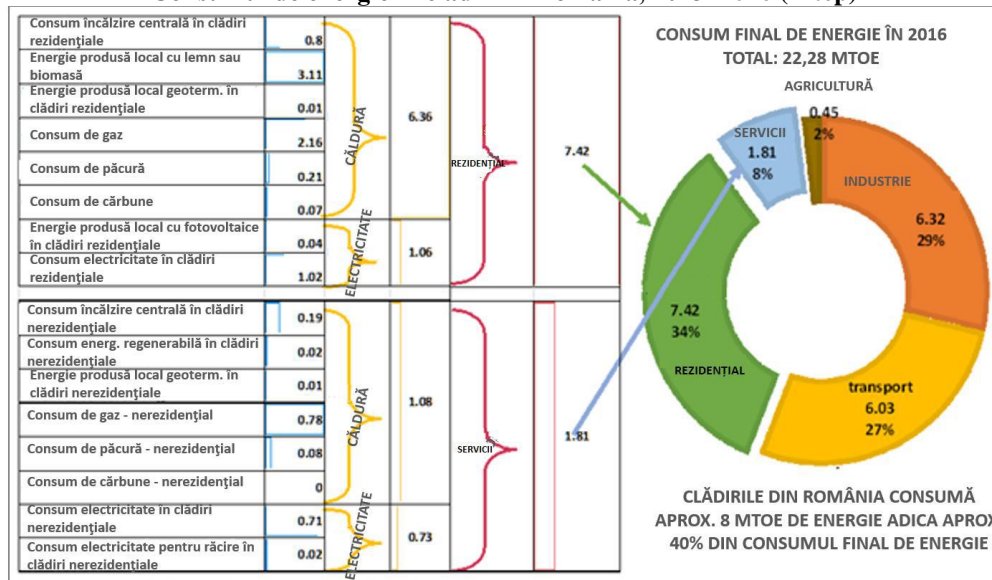 Consum încălzire centrală în clădiri
rezidențiale
0.8
Energie produsă local cu lemn sau
biomasă
3.11
Energie produsă local geoterm. în
clădiri rezidențiale
0.01
Consum de gaz
2.16
Consum de păcură
0.21
Consum de cărbune
0.07
Energie produsă local cu fotovoltaice
în clădiri rezidențiale
0.04
Consum electricitate în clădiri
rezidențiale
1.02
CĂLDURĂ
6.36
ELECTRICITATE
1.06
REZIDENȚIAL
7.42
Consum încălzire centrală în clădiri
nerezidențiale
0.19
Consum energ. regenerabilă în clădiri
nerezidențiale
0.02
Energie produsă local geoterm. în
clădiri nerezidențiale
0.01
Consum de gaz - nerezidențial
0.78
Consum de păcură - nerezidențial
0.08
Consum de cărbune - nerezidențial
0
Consum electricitate în clădiri
nerezidențiale
0.71
Consum electricitate pentru răcire în
clădiri nerezidențiale
0.02
CĂLDURĂ
1.08
ELECTRICITATE
0.73
SERVICII
1.81
CONSUM FINAL DE ENERGIE ÎN 2016
TOTAL: 22,28 MTOE
AGRICULTURĂ
0.45
2%
SERVICII
1.81
8%
INDUSTRIE
6.32
29%
7.42
34%
REZIDENȚIAL
transport
6.03
27%
CLĂDIRILE DIN ROMÂNIA CONSUMĂ
APROX. 8 MTOE DE ENERGIE ADICA APROX
40% DIN CONSUMUL FINAL DE ENERGIE